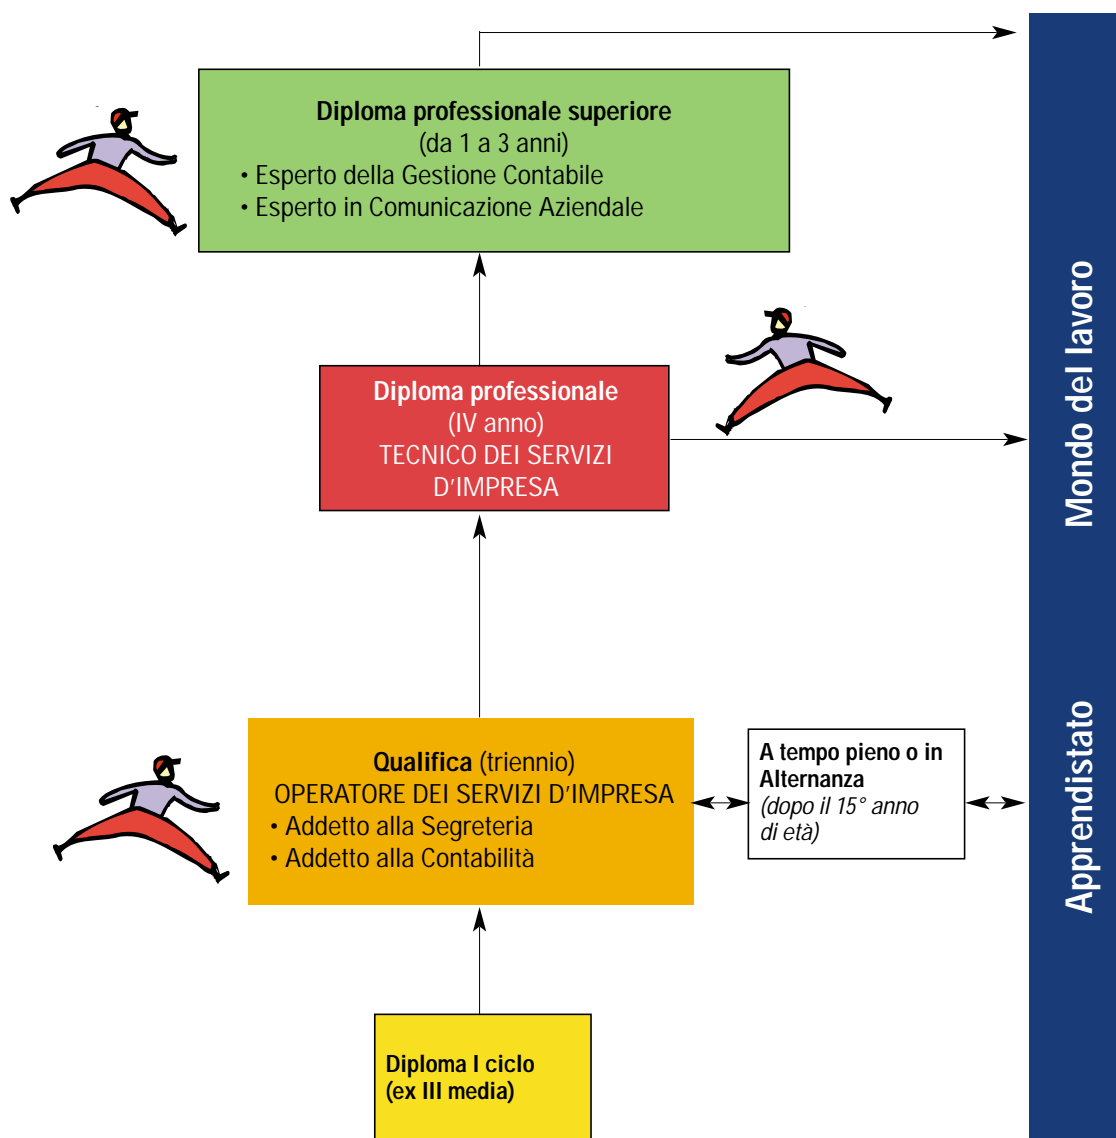 Diploma professionale superiore
(da 1 a 3 anni)
• Esperto della Gestione Contabile
• Esperto in Comunicazione Aziendale
Diploma professionale
(IV anno)
TECNICO DEI SERVIZI
D'IMPRESA
Mondo del lavoro
Qualifica (triennio)
OPERATORE DEI SERVIZI D'IMPRESA
• Addetto alla Segreteria
• Addetto alla Contabilità
A tempo pieno o in
Alternanza
(dopo il 15° anno
di età)
Apprendistato
Diploma I ciclo
(ex III media)